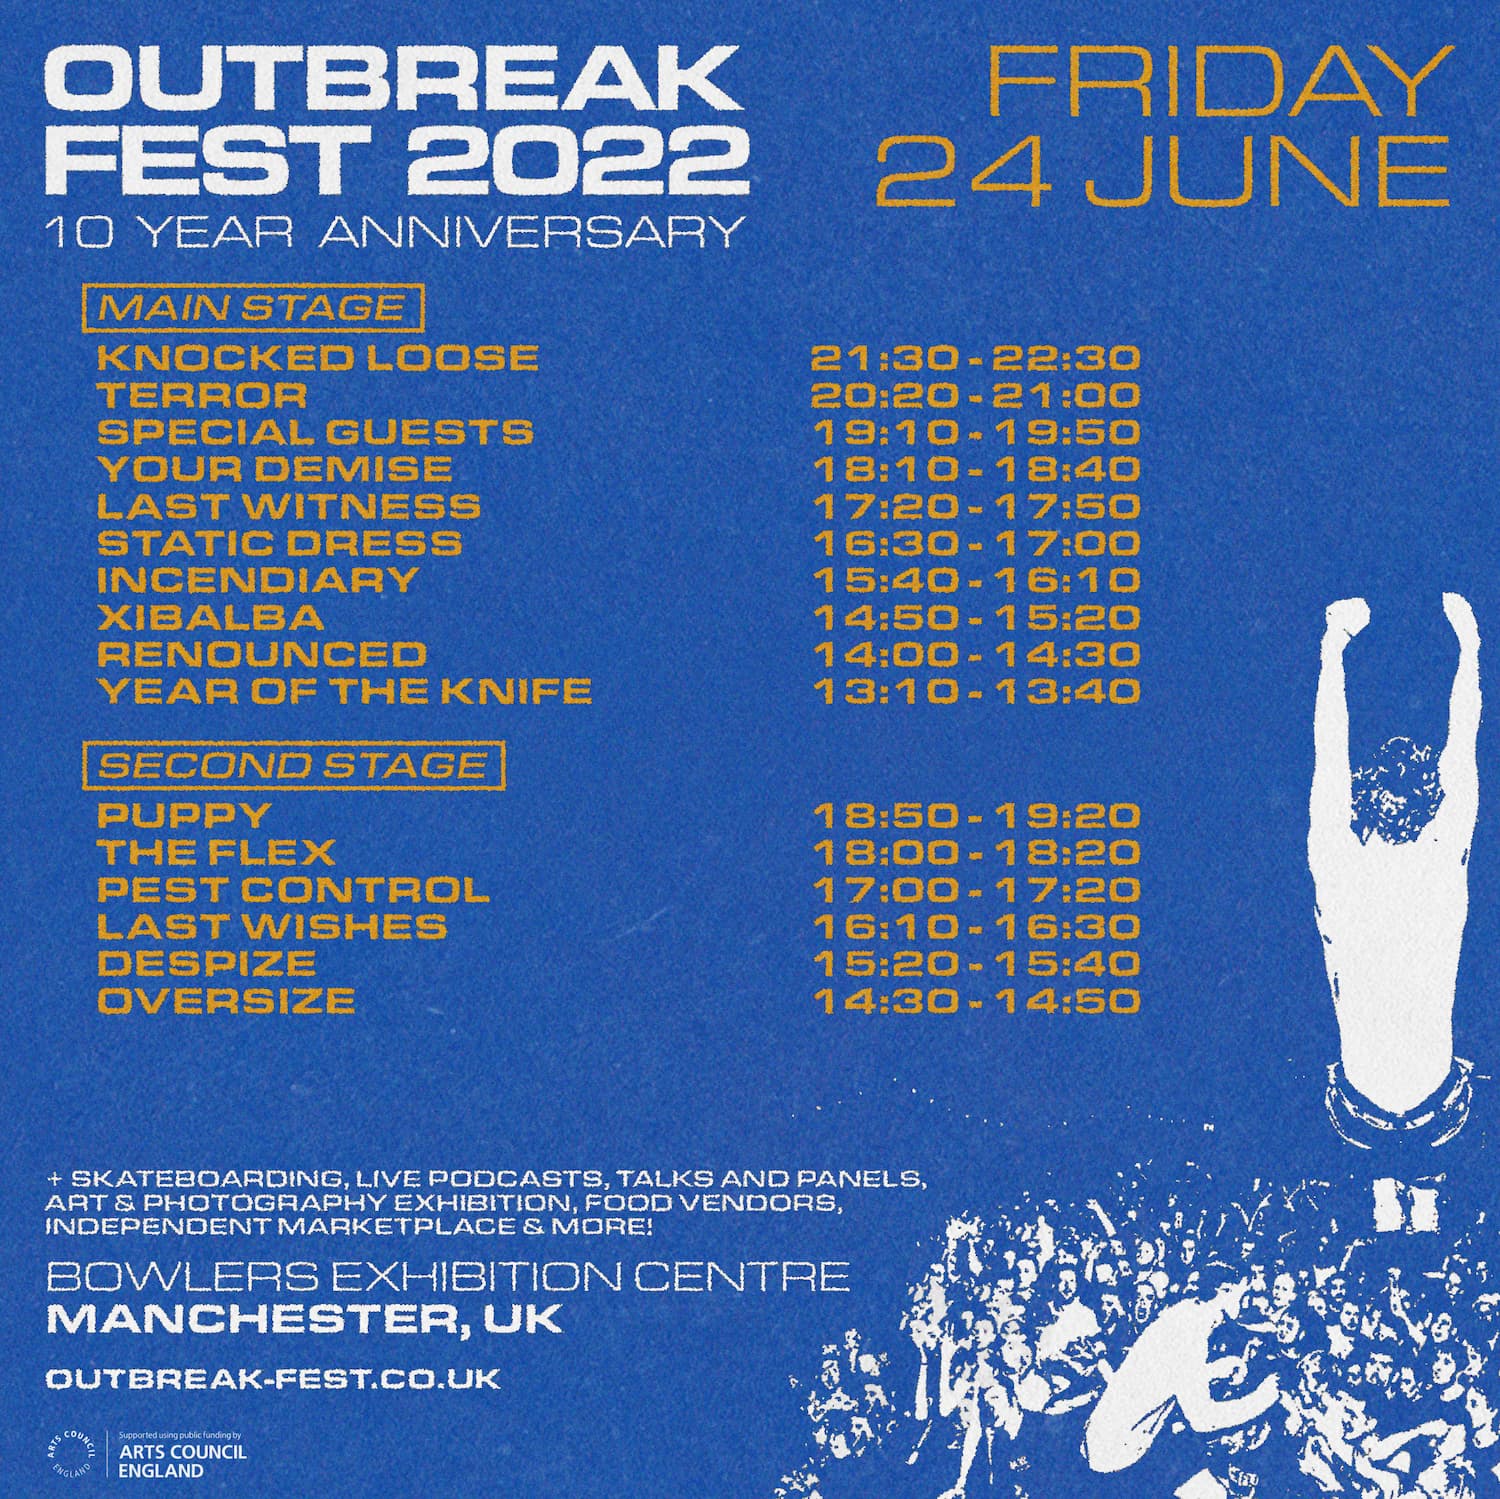 OUTBREAK
FEST 2022
10 YEAR ANNIVERSARY
FRIDAY
24 JUNE
MAIN STAGE
KNOCKED LOOSE 21:30 - 22:30
TERROR 20:20 - 21:00
SPECIAL GUESTS 19:10 - 19:50
YOUR DEMISE 18:10 - 18:40
LAST WITNESS 17:20 - 17:50
STATIC DRESS 16:30 - 17:00
INCENDIARY 15:40 - 16:10
XIBALBA 14:50 - 15:20
RENOUNCED 14:00 - 14:30
YEAR OF THE KNIFE 13:10 - 13:40
SECOND STAGE
PUPPY 18:50 - 19:20
THE FLEX 18:00 - 18:20
PEST CONTROL 17:00 - 17:20
LAST WISHES 16:10 - 16:30
DESPIZE 15:20 - 15:40
OVERSIZE 14:30 - 14:50
+ SKATEBOARDING, LIVE PODCASTS, TALKS AND PANELS,
ART & PHOTOGRAPHY EXHIBITION, FOOD VENDORS,
INDEPENDENT MARKETPLACE & MORE!
BOWLERS EXHIBITION CENTRE
MANCHESTER, UK
OUTBREAK-FEST.CO.UK
ARTS COUNCIL
ENGLAND
Supported using public funding by
ARTS COUNCIL
ENGLAND